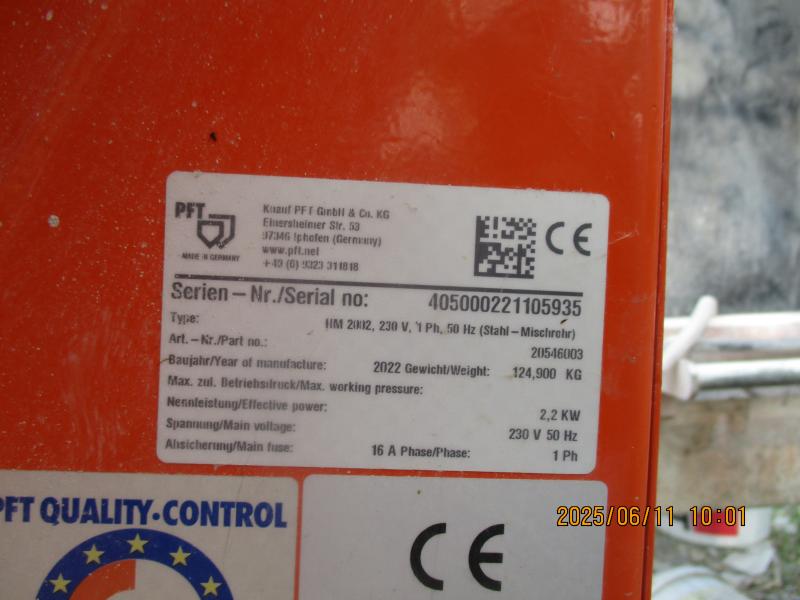 PFT
MADE IN GERMANY
Knauf PFT GmbH & Co. KG
Einersheimer Str. 53
97346 Iphofen (Germany)
www.pft.net
+49 (0) 9323 311818
CE
Serien-Nr./Serial no: 405000221105935
Type: HM 2002, 230 V, 1 Ph, 50 Hz (Stahl-Mischrohr)
Art.-Nr./Part no.: 20546003
Baujahr/Year of manufacture: 2022 Gewicht/Weight: 124,900 KG
Max. zul. Betriebsdruck/Max. working pressure:
Nennleistung/Effective power: 2,2 KW
Spannung/Main voltage: 230 V 50 Hz
Absicherung/Main fuse: 16 A Phase/Phase: 1 Ph
PFT QUALITY-CONTROL
CE
2025/06/11 10:01